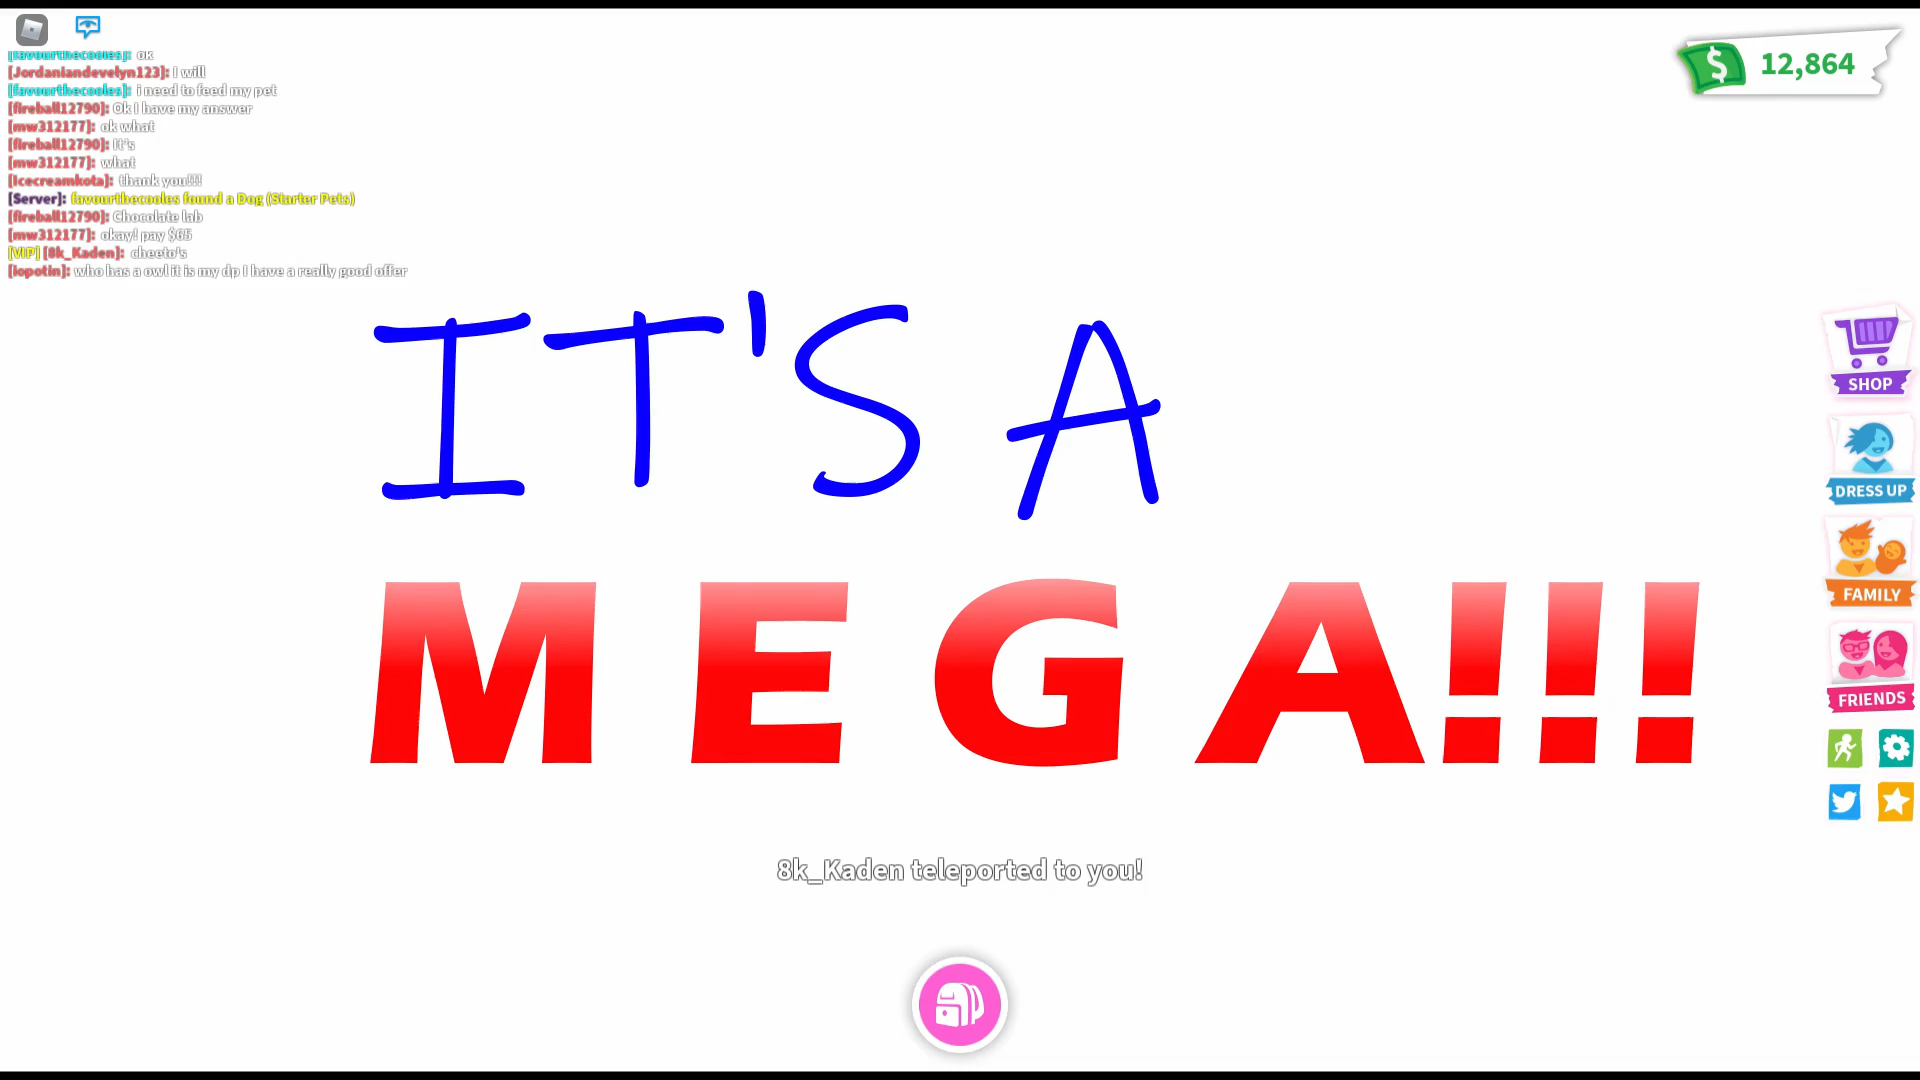 [favourthecooles]: ok
[Jordaniandevelyn123]: I will
[favourthecooles]: i need to feed my pet
[fireball12790]: Ok I have my answer
[mw312177]: ok what
[fireball12790]: It's
[mw312177]: what
[Icecreamkota]: thank you!!!
[Server]: favourthecooles found a Dog (Starter Pets)
[fireball12790]: Chocolate lab
[mw312177]: okay! pay $65
[VIP] [8k_Kaden]: cheeto's
[lopotin]: who has a owl it is my dp I have a really good offer
$ 12,864
IT'S A
MEGA!!!
SHOP
DRESS UP
FAMILY
FRIENDS
8k_Kaden teleported to you!